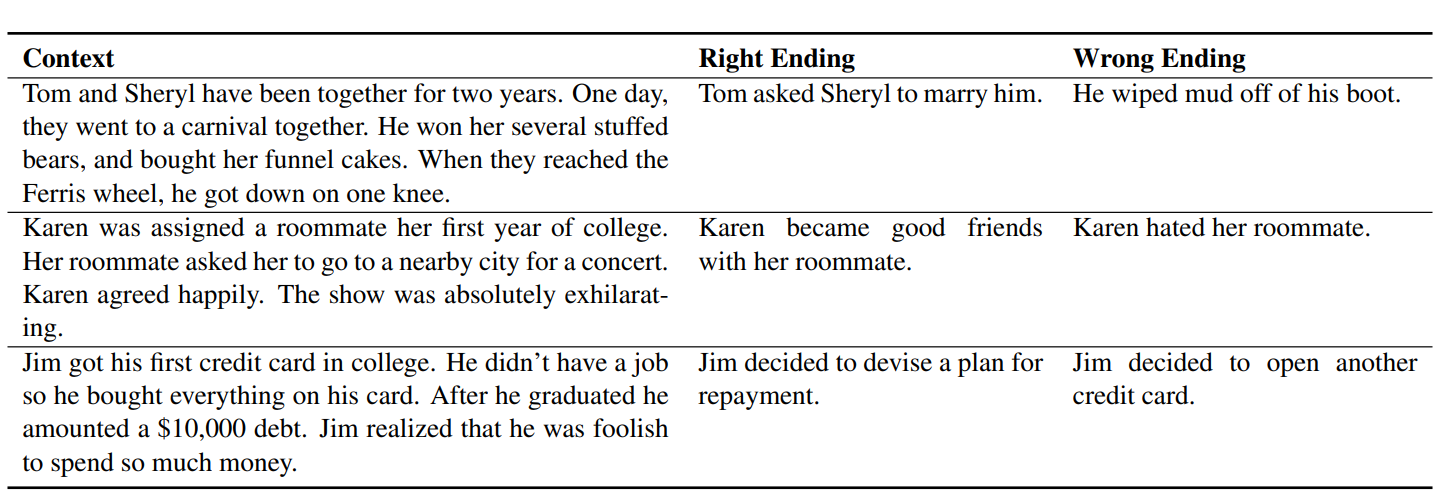 Context Right Ending Wrong Ending
Tom and Sheryl have been together for two years. One day, Tom asked Sheryl to marry him. He wiped mud off of his boot.
they went to a carnival together. He won her several stuffed
bears, and bought her funnel cakes. When they reached the
Ferris wheel, he got down on one knee.
Karen was assigned a roommate her first year of college. Karen became good friends Karen hated her roommate.
Her roommate asked her to go to a nearby city for a concert. with her roommate.
Karen agreed happily. The show was absolutely exhilarat-
ing.
Jim got his first credit card in college. He didn't have a job Jim decided to devise a plan for Jim decided to open another
so he bought everything on his card. After he graduated he repayment. credit card.
amounted a $10,000 debt. Jim realized that he was foolish
to spend so much money.